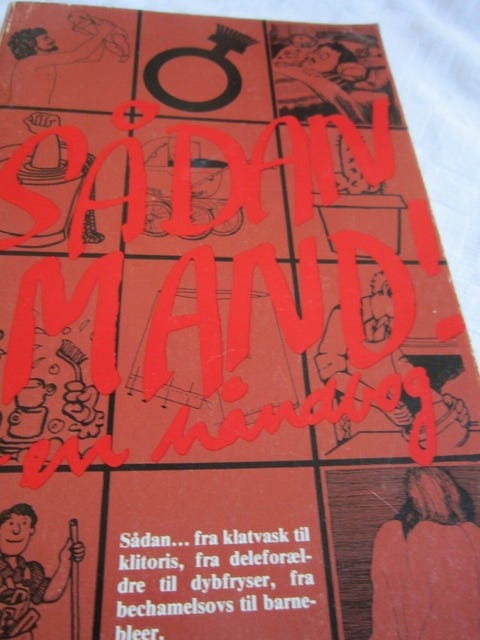 SÅDAN
MAND!
en håndbog
Sådan... fra klatvask til
klitoris, fra deleforæl-
dre til dybfryser, fra
bechamelsovs til barne-
bleer.